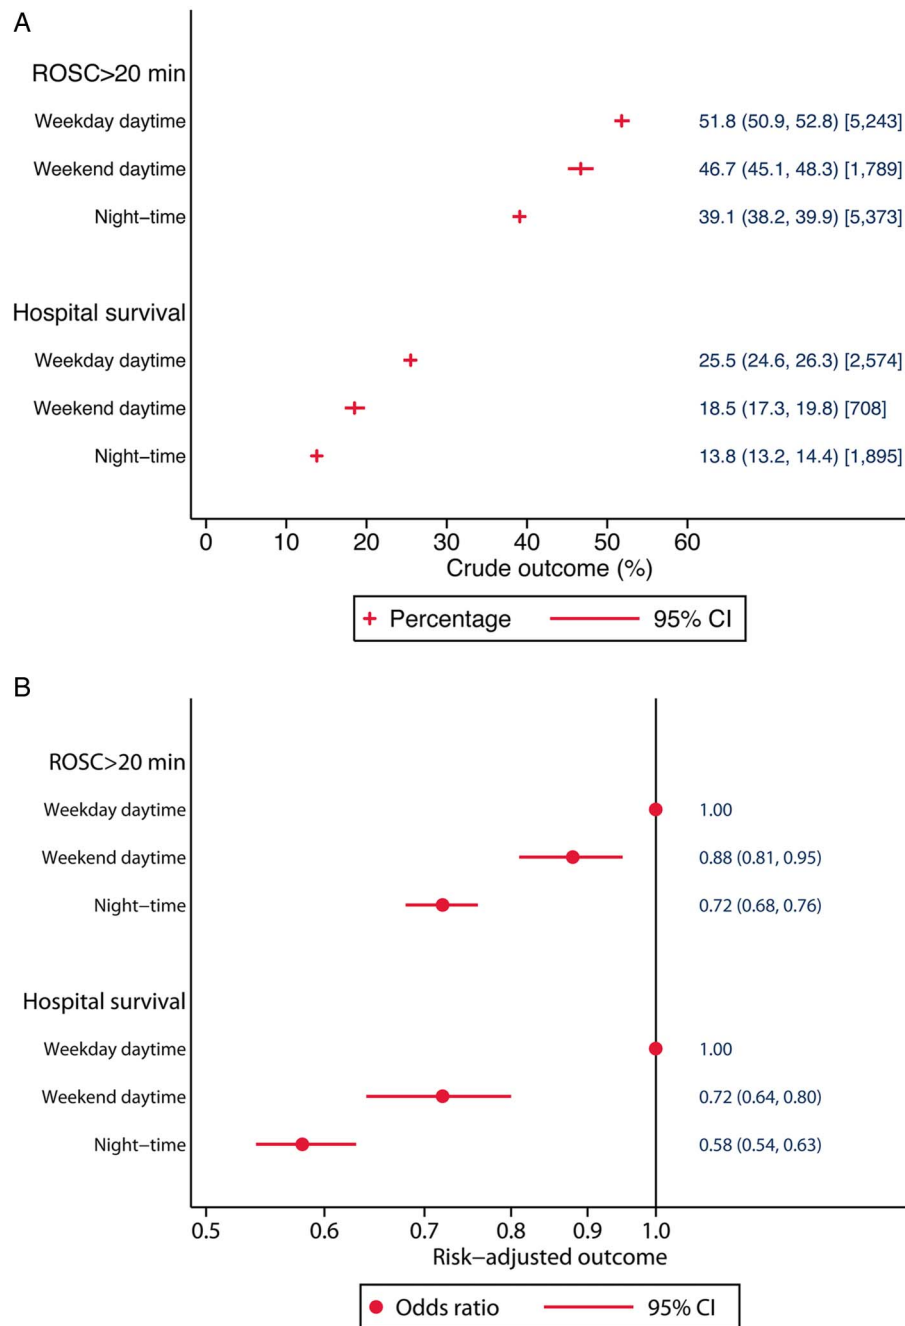 A
ROSC>20 min
Weekday daytime 51.8 (50.9, 52.8) [5,243]
Weekend daytime 46.7 (45.1, 48.3) [1,789]
Night−time 39.1 (38.2, 39.9) [5,373]
Hospital survival
Weekday daytime 25.5 (24.6, 26.3) [2,574]
Weekend daytime 18.5 (17.3, 19.8) [708]
Night−time 13.8 (13.2, 14.4) [1,895]
0 10 20 30 40 50 60
Crude outcome (%)
Percentage 95% CI
B
ROSC>20 min
Weekday daytime 1.00
Weekend daytime 0.88 (0.81, 0.95)
Night−time 0.72 (0.68, 0.76)
Hospital survival
Weekday daytime 1.00
Weekend daytime 0.72 (0.64, 0.80)
Night−time 0.58 (0.54, 0.63)
0.5 0.6 0.7 0.8 0.9 1.0
Risk−adjusted outcome
Odds ratio 95% CI